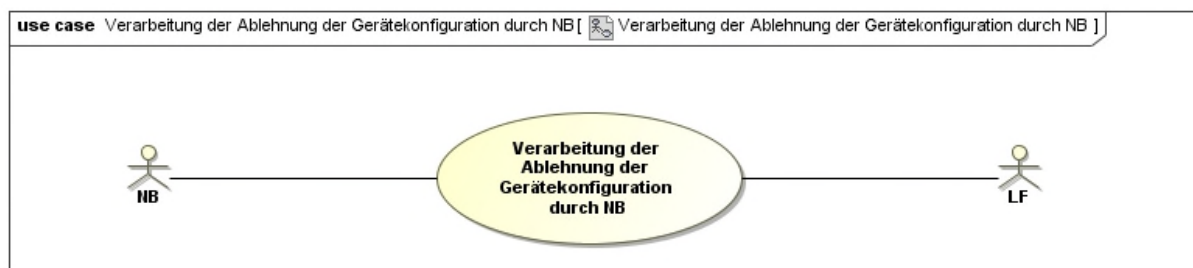 use case Verarbeitung der Ablehnung der Gerätekonfiguration durch NB [ Verarbeitung der Ablehnung der Gerätekonfiguration durch NB ]
Verarbeitung der
Ablehnung der
Gerätekonfiguration
durch NB
NB
LF